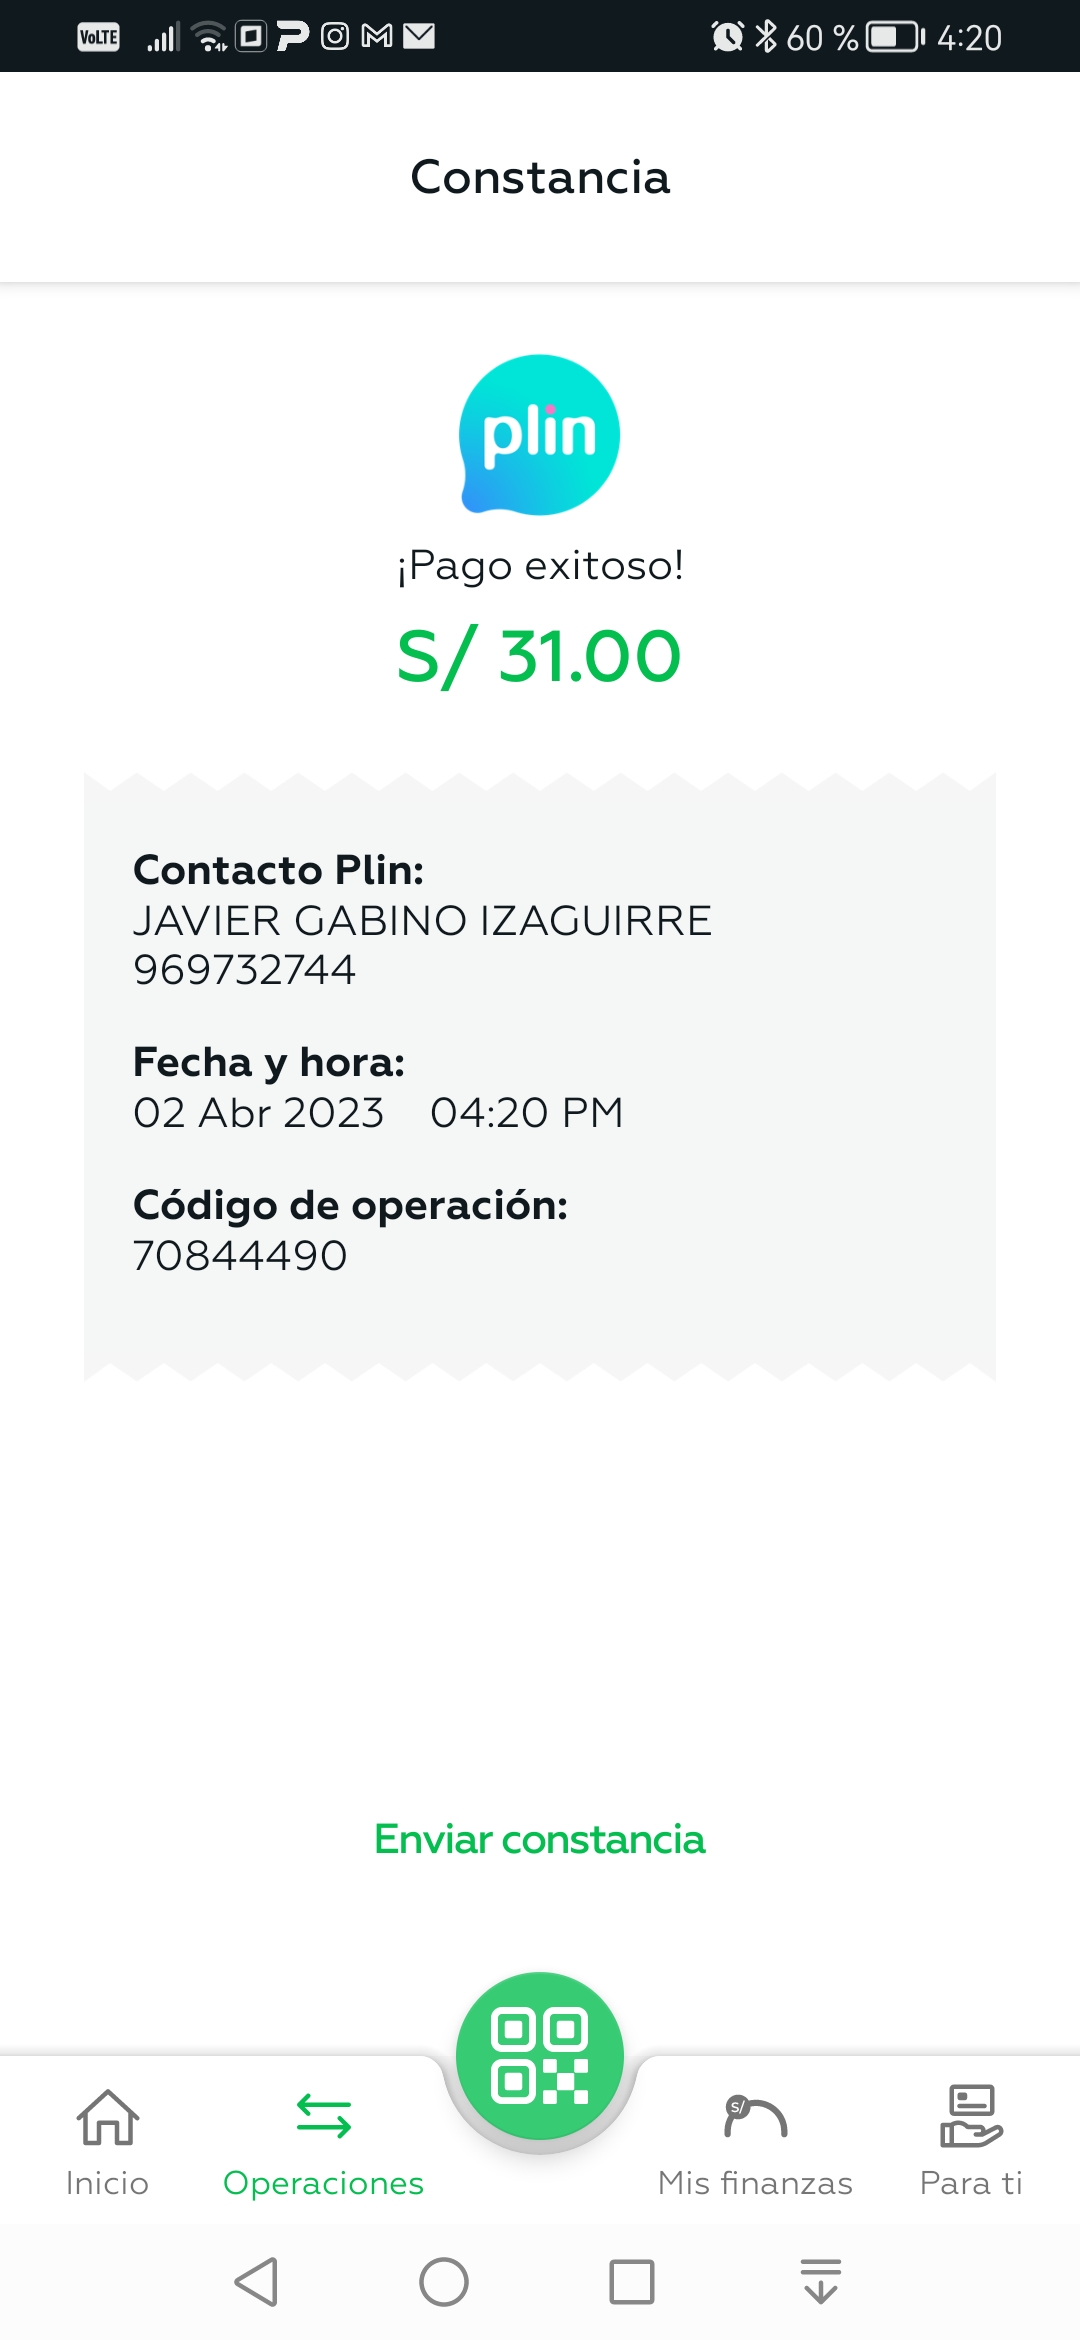 VoLTE 60 % 4:20
Constancia
plin
¡Pago exitoso!
S/ 31.00
Contacto Plin:
JAVIER GABINO IZAGUIRRE
969732744
Fecha y hora:
02 Abr 2023 04:20 PM
Código de operación:
70844490
Enviar constancia
S/
Inicio Operaciones Mis finanzas Para ti